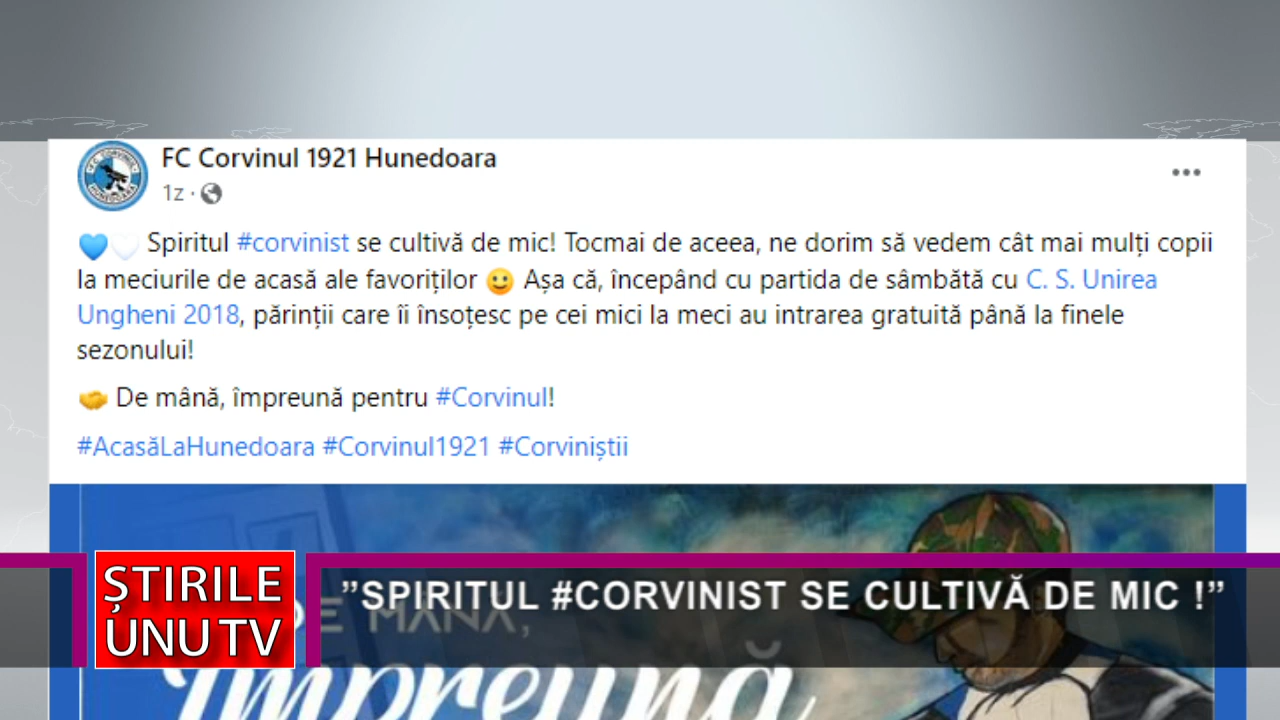 FC Corvinul 1921 Hunedoara
1z ·
Spiritul #corvinist se cultivă de mic! Tocmai de aceea, ne dorim să vedem cât mai mulți copii
la meciurile de acasă ale favoriților Așa că, începând cu partida de sâmbătă cu C. S. Unirea
Ungheni 2018, părinții care îi însoțesc pe cei mici la meci au intrarea gratuită până la finele
sezonului!
De mână, împreună pentru #Corvinul!
#AcasăLaHunedoara #Corvinul1921 #Corviniștii
ȘTIRILE
UNU TV
”SPIRITUL #CORVINIST SE CULTIVĂ DE MIC !”
DE MÂNĂ,
Împreună